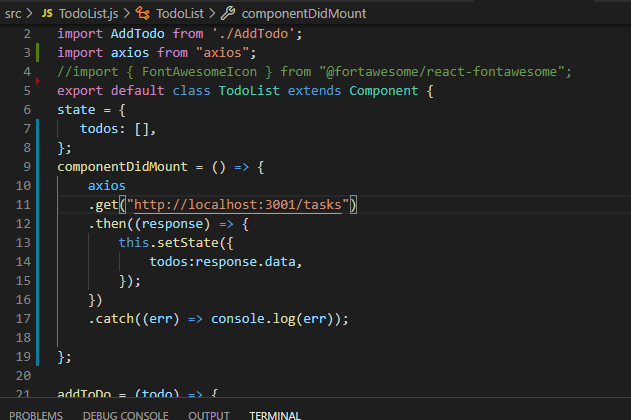 src > JS TodoList.js > TodoList > componentDidMount
2 import AddTodo from './AddTodo';
3 import axios from "axios";
4 //import { FontAwesomeIcon } from "@fortawesome/react-fontawesome";
5 export default class TodoList extends Component {
6 state = {
7 todos: [],
8 };
9 componentDidMount = () => {
10 axios
11 .get("http://localhost:3001/tasks")
12 .then((response) => {
13 this.setState({
14 todos:response.data,
15 });
16 })
17 .catch((err) => console.log(err));
18
19 };
20
21 addToDo = (todo) => {
PROBLEMS DEBUG CONSOLE OUTPUT TERMINAL